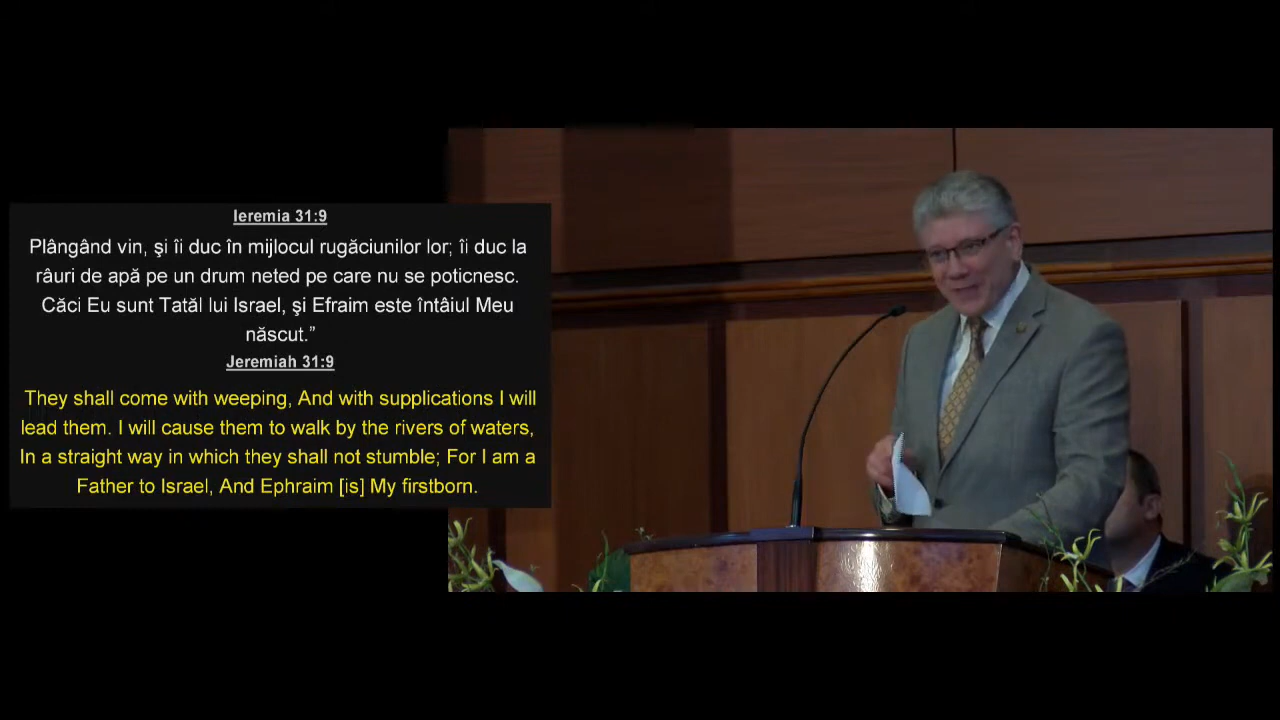 Ieremia 31:9
Plângând vin, şi îi duc în mijlocul rugăciunilor lor; îi duc la
râuri de apă pe un drum neted pe care nu se poticnesc.
Căci Eu sunt Tatăl lui Israel, şi Efraim este întâiul Meu
născut.”
Jeremiah 31:9
They shall come with weeping, And with supplications I will
lead them. I will cause them to walk by the rivers of waters,
In a straight way in which they shall not stumble; For I am a
Father to Israel, And Ephraim [is] My firstborn.